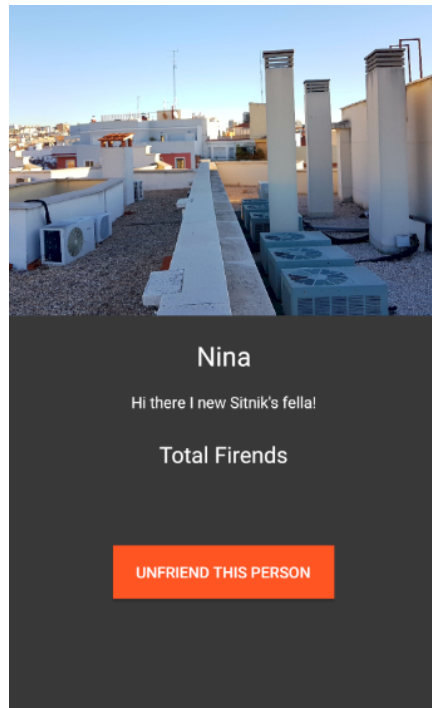 Nina
Hi there I new Sitnik's fella!
Total Firends
UNFRIEND THIS PERSON